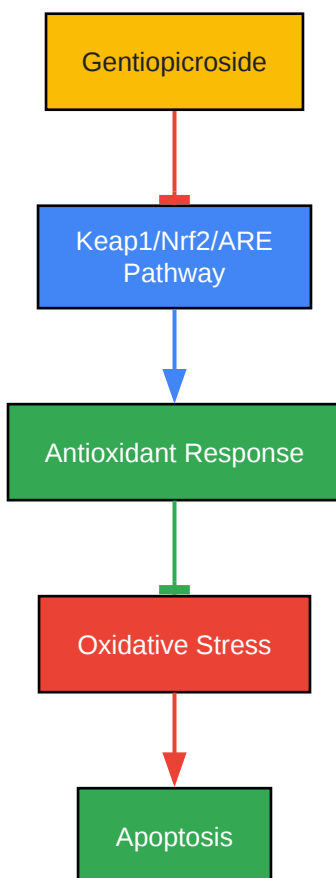 Gentiopicroside
Keap1/Nrf2/ARE
Pathway
Antioxidant Response
Oxidative Stress
Apoptosis